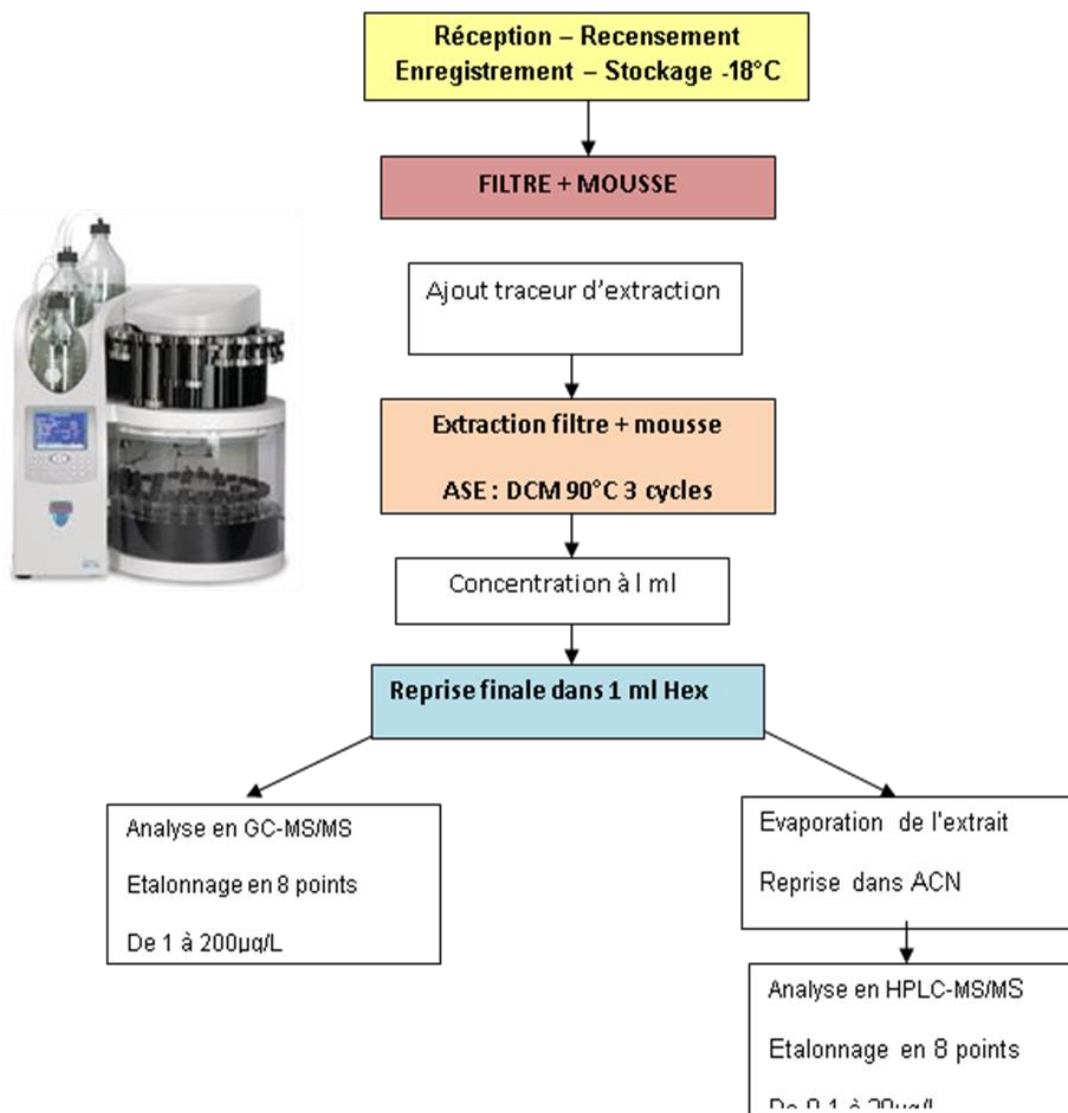 Réception – Recensement
Enregistrement – Stockage -18°C
FILTRE + MOUSSE
Ajout traceur d'extraction
Extraction filtre + mousse
ASE : DCM 90°C 3 cycles
Concentration à l ml
Reprise finale dans 1 ml Hex
Analyse en GC-MS/MS
Etalonnage en 8 points
De 1 à 200µg/L
Evaporation de l'extrait
Reprise dans ACN
Analyse en HPLC-MS/MS
Etalonnage en 8 points